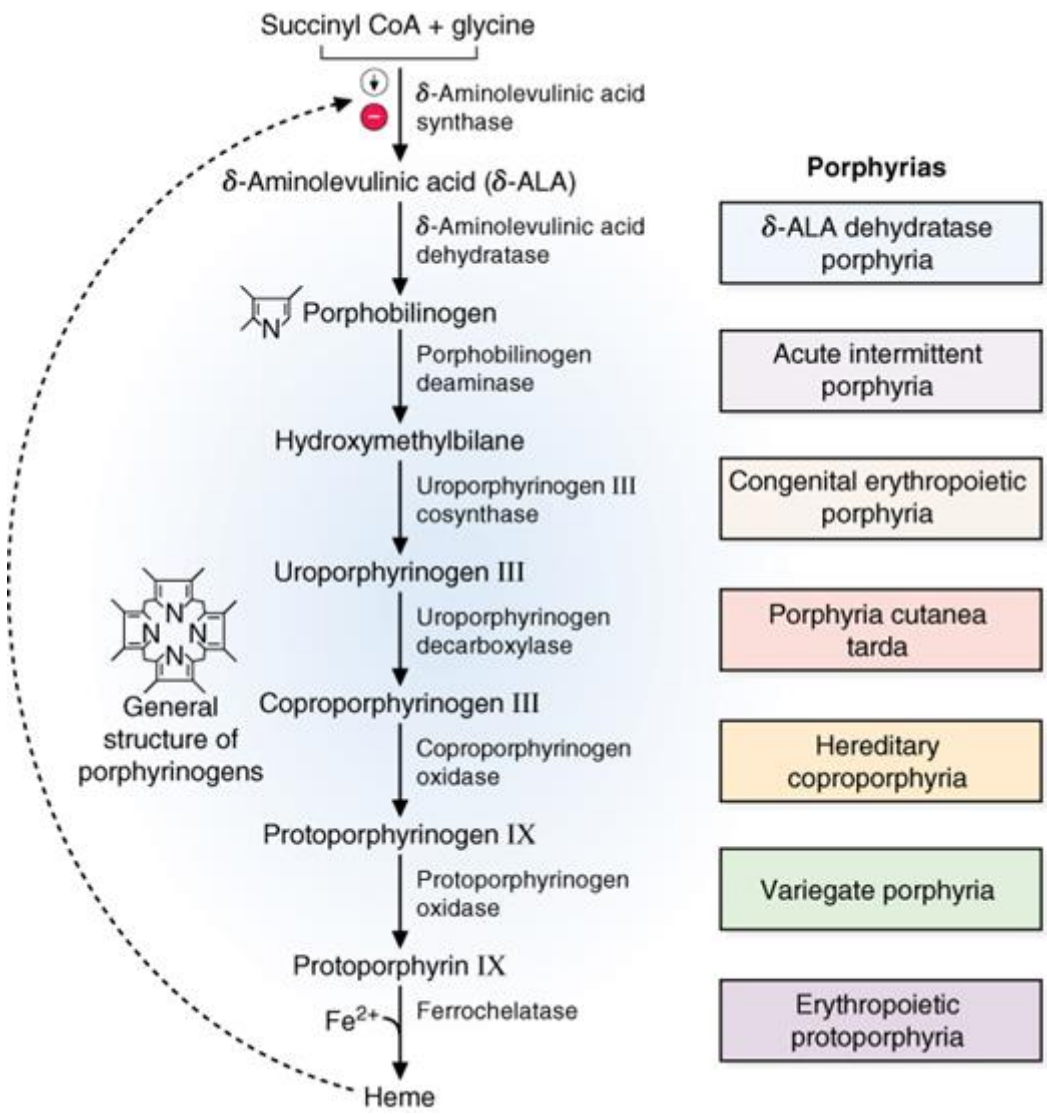 Succinyl CoA + glycine
δ-Aminolevulinic acid
synthase
−
δ-Aminolevulinic acid (δ-ALA)
Porphyrias
δ-Aminolevulinic acid
dehydratase
δ-ALA dehydratase
porphyria
N
Porphobilinogen
Porphobilinogen
deaminase
Acute intermittent
porphyria
Hydroxymethylbilane
Uroporphyrinogen III
cosynthase
Congenital erythropoietic
porphyria
Uroporphyrinogen III
Uroporphyrinogen
decarboxylase
Porphyria cutanea
tarda
N
N N
N
General
structure of
porphyrinogens
Coproporphyrinogen III
Coproporphyrinogen
oxidase
Hereditary
coproporphyria
Protoporphyrinogen IX
Protoporphyrinogen
oxidase
Variegate porphyria
Protoporphyrin IX
Fe²⁺
Ferrochelatase
Erythropoietic
protoporphyria
Heme